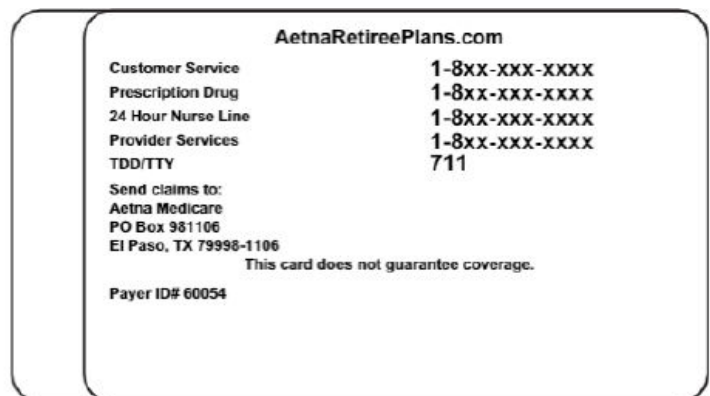 AetnaRetireePlans.com
Customer Service 1-8xx-xxx-xxxx
Prescription Drug 1-8xx-xxx-xxxx
24 Hour Nurse Line 1-8xx-xxx-xxxx
Provider Services 1-8xx-xxx-xxxx
TDD/TTY 711
Send claims to:
Aetna Medicare
PO Box 981106
El Paso, TX 79998-1106
This card does not guarantee coverage.
Payer ID# 60054